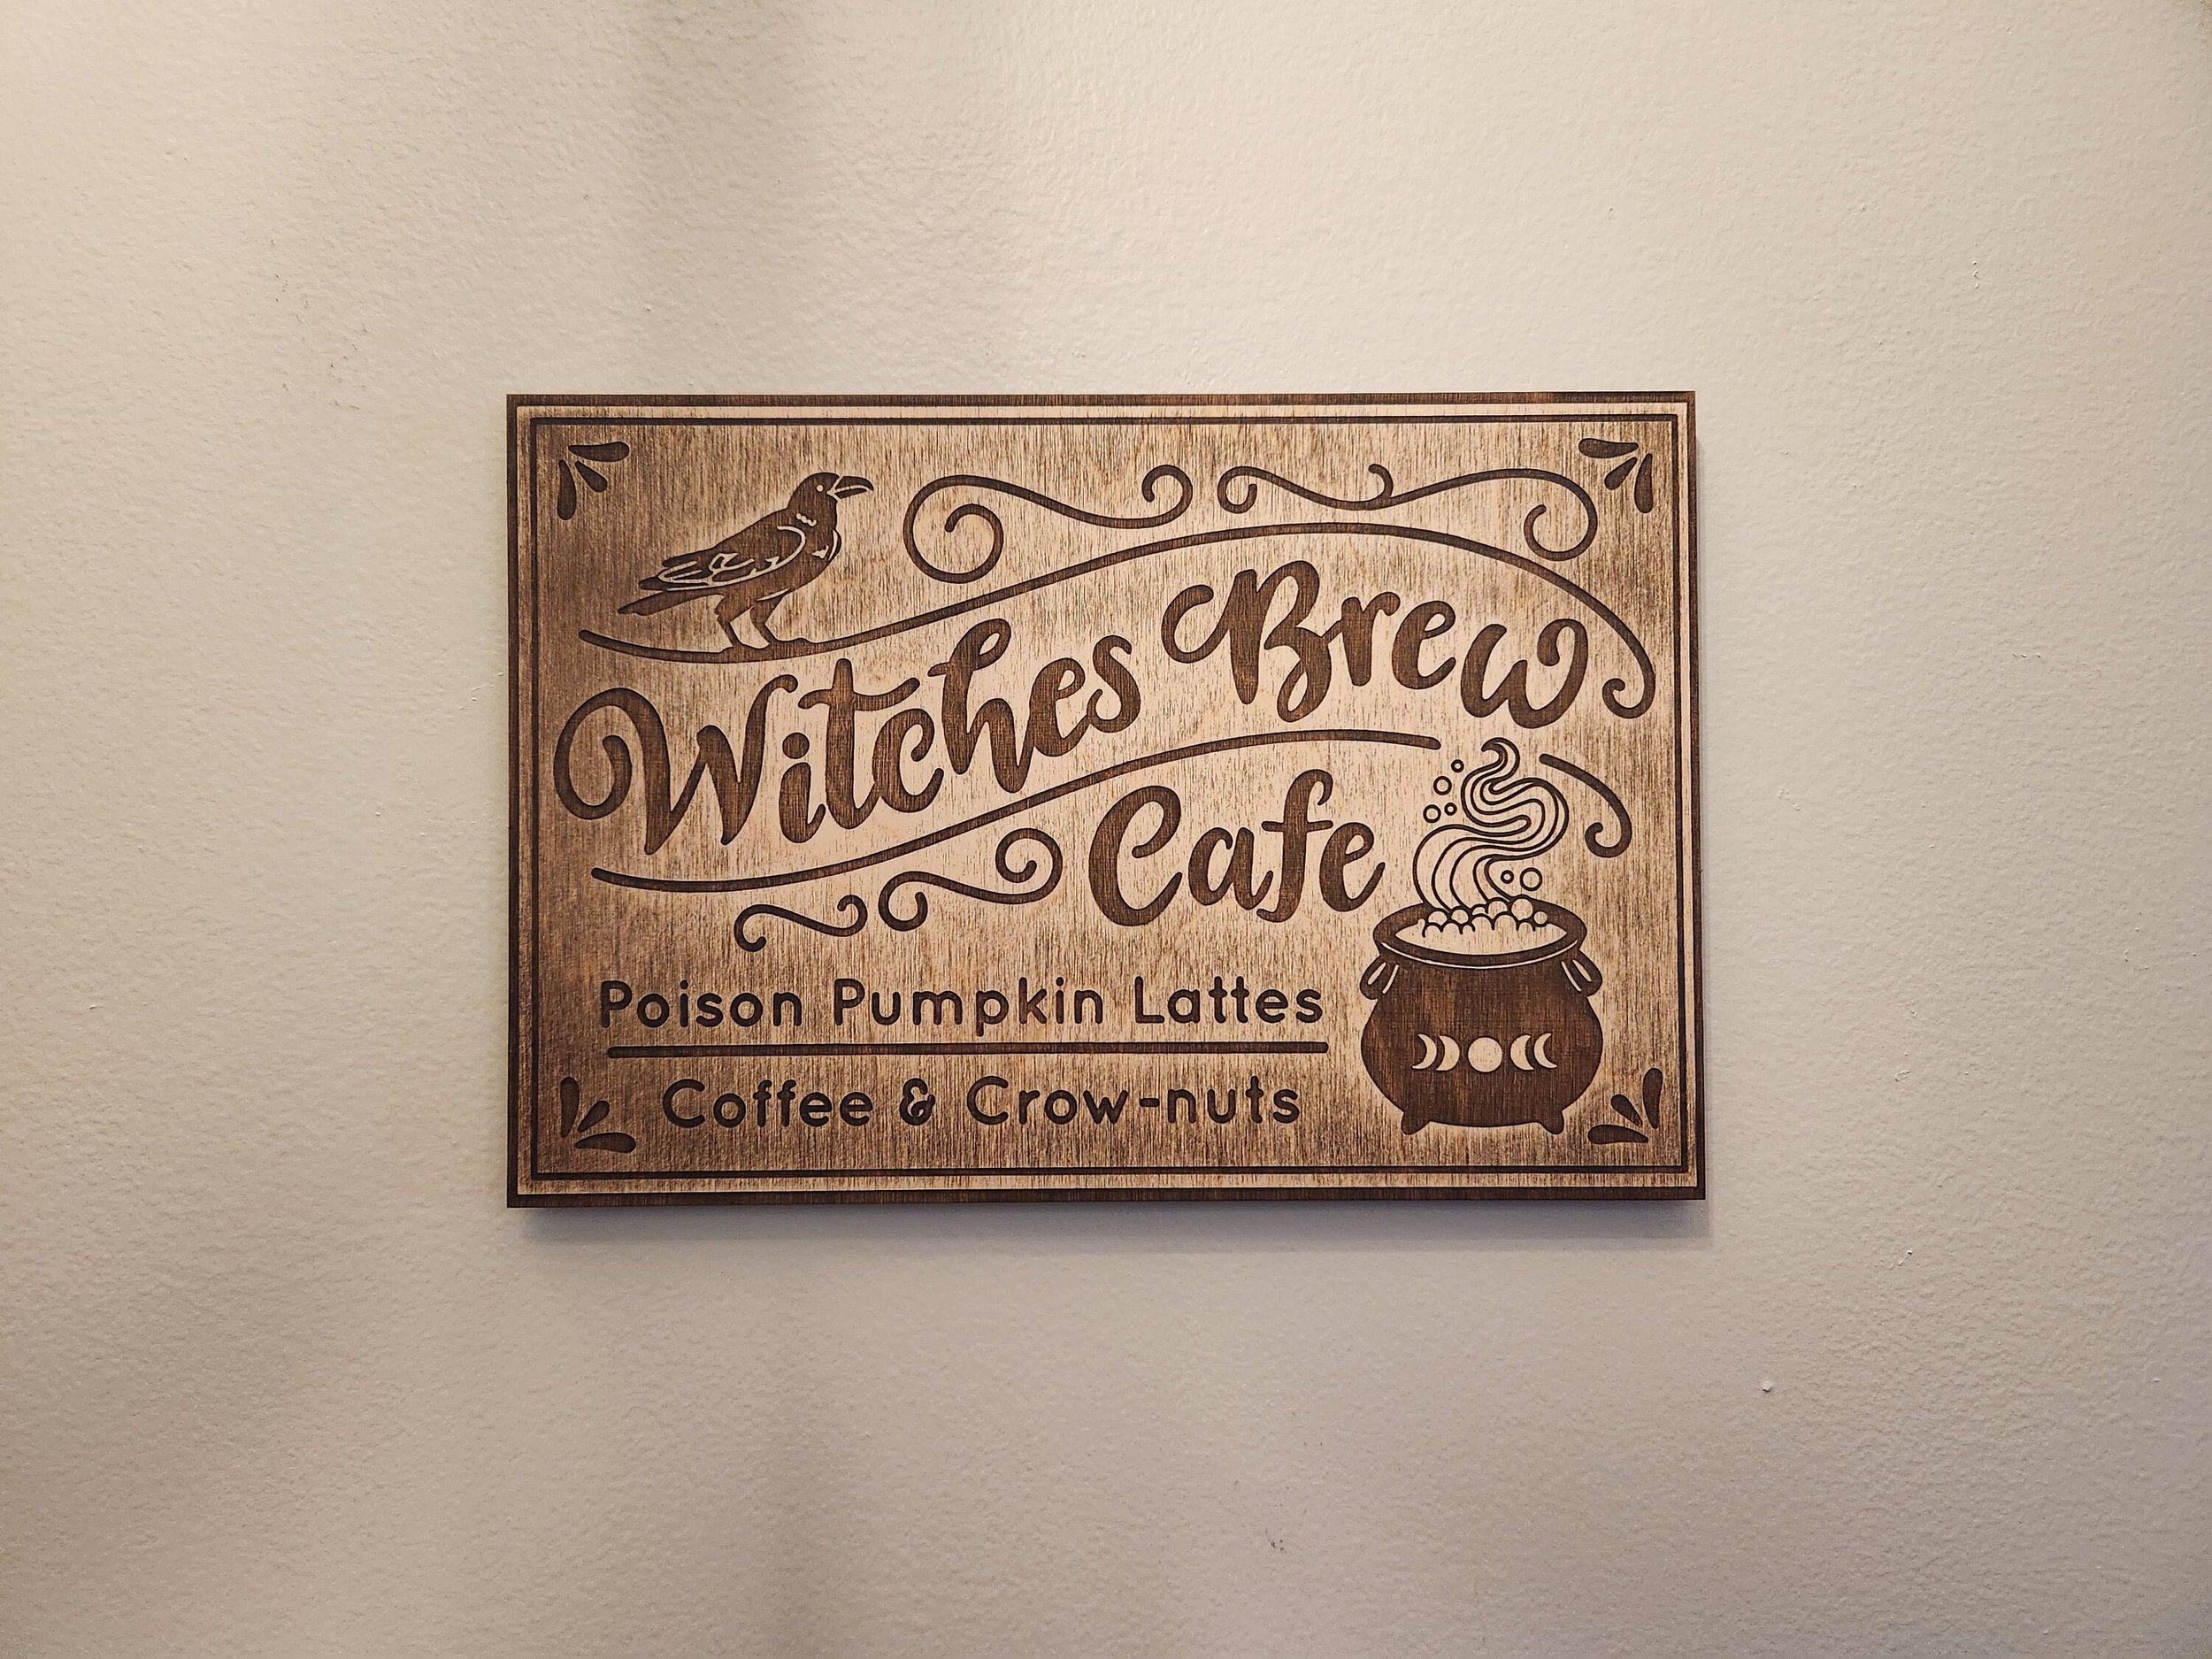 Witches Brew
Cafe
Poison Pumpkin Lattes
Coffee & Crow-nuts